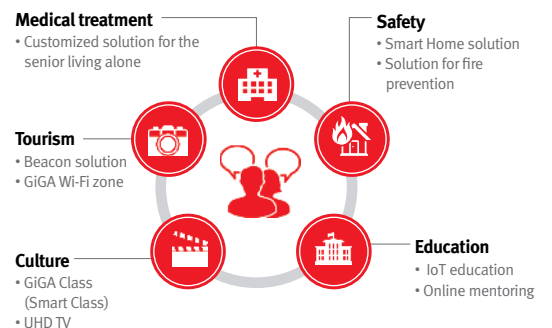 Medical treatment
• Customized solution for the
senior living alone
Safety
• Smart Home solution
• Solution for fire
prevention
Tourism
• Beacon solution
• GiGA Wi-Fi zone
Culture
• GiGA Class
(Smart Class)
• UHD TV
Education
• IoT education
• Online mentoring